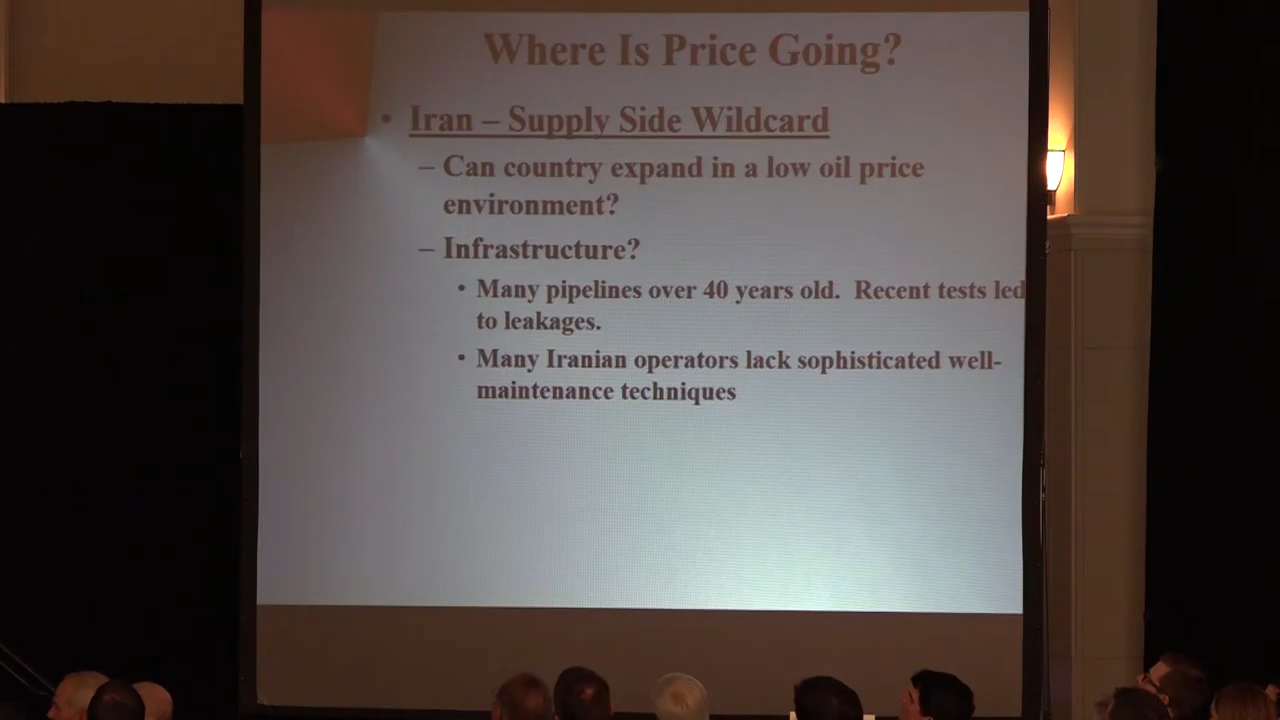 Where Is Price Going?
• Iran – Supply Side Wildcard
– Can country expand in a low oil price
environment?
– Infrastructure?
• Many pipelines over 40 years old. Recent tests led
to leakages.
• Many Iranian operators lack sophisticated well-
maintenance techniques